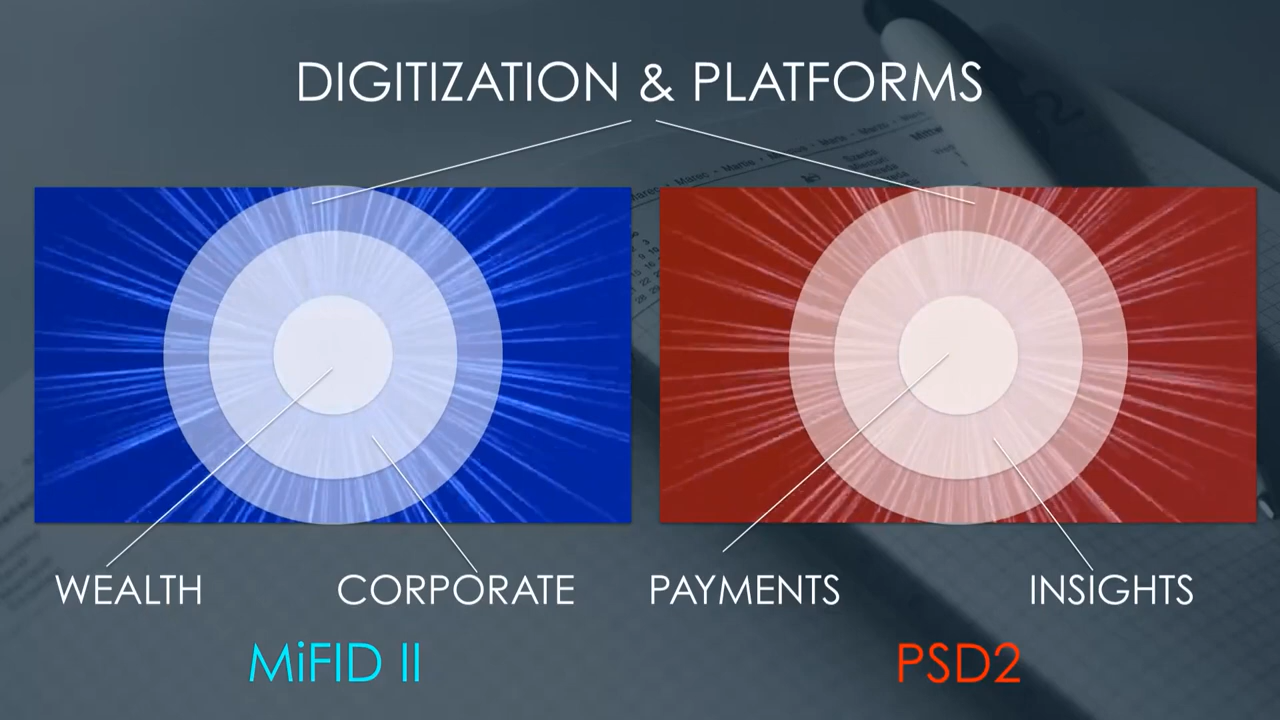 DIGITIZATION & PLATFORMS
WEALTH
CORPORATE
PAYMENTS
INSIGHTS
MiFID II
PSD2